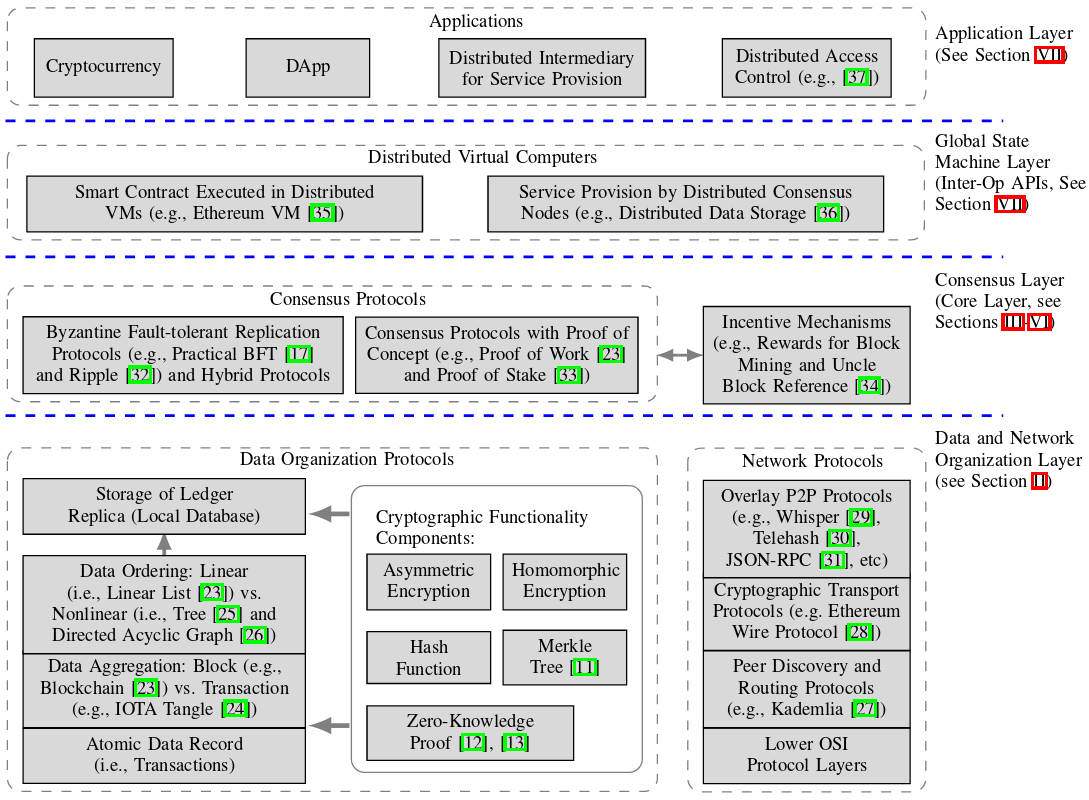 Applications
Cryptocurrency
DApp
Distributed Intermediary
for Service Provision
Distributed Access
Control (e.g., [37])
Application Layer
(See Section VII)
Distributed Virtual Computers
Smart Contract Executed in Distributed
VMs (e.g., Ethereum VM [35])
Service Provision by Distributed Consensus
Nodes (e.g., Distributed Data Storage [36])
Global State
Machine Layer
(Inter-Op APIs, See
Section VII)
Consensus Protocols
Byzantine Fault-tolerant Replication
Protocols (e.g., Practical BFT [17]
and Ripple [32]) and Hybrid Protocols
Consensus Protocols with Proof of
Concept (e.g., Proof of Work [23]
and Proof of Stake [33])
Incentive Mechanisms
(e.g., Rewards for Block
Mining and Uncle
Block Reference [34])
Consensus Layer
(Core Layer, see
Sections III-VI)
Data Organization Protocols
Storage of Ledger
Replica (Local Database)
Data Ordering: Linear
(i.e., Linear List [23]) vs.
Nonlinear (i.e., Tree [25] and
Directed Acyclic Graph [26])
Data Aggregation: Block (e.g.,
Blockchain [23]) vs. Transaction
(e.g., IOTA Tangle [24])
Atomic Data Record
(i.e., Transactions)
Cryptographic Functionality
Components:
Asymmetric
Encryption
Homomorphic
Encryption
Hash
Function
Merkle
Tree [11]
Zero-Knowledge
Proof [12], [13]
Network Protocols
Overlay P2P Protocols
(e.g., Whisper [29],
Telehash [30],
JSON-RPC [31], etc)
Cryptographic Transport
Protocols (e.g. Ethereum
Wire Protocol [28])
Peer Discovery and
Routing Protocols
(e.g., Kademlia [27])
Lower OSI
Protocol Layers
Data and Network
Organization Layer
(see Section II)